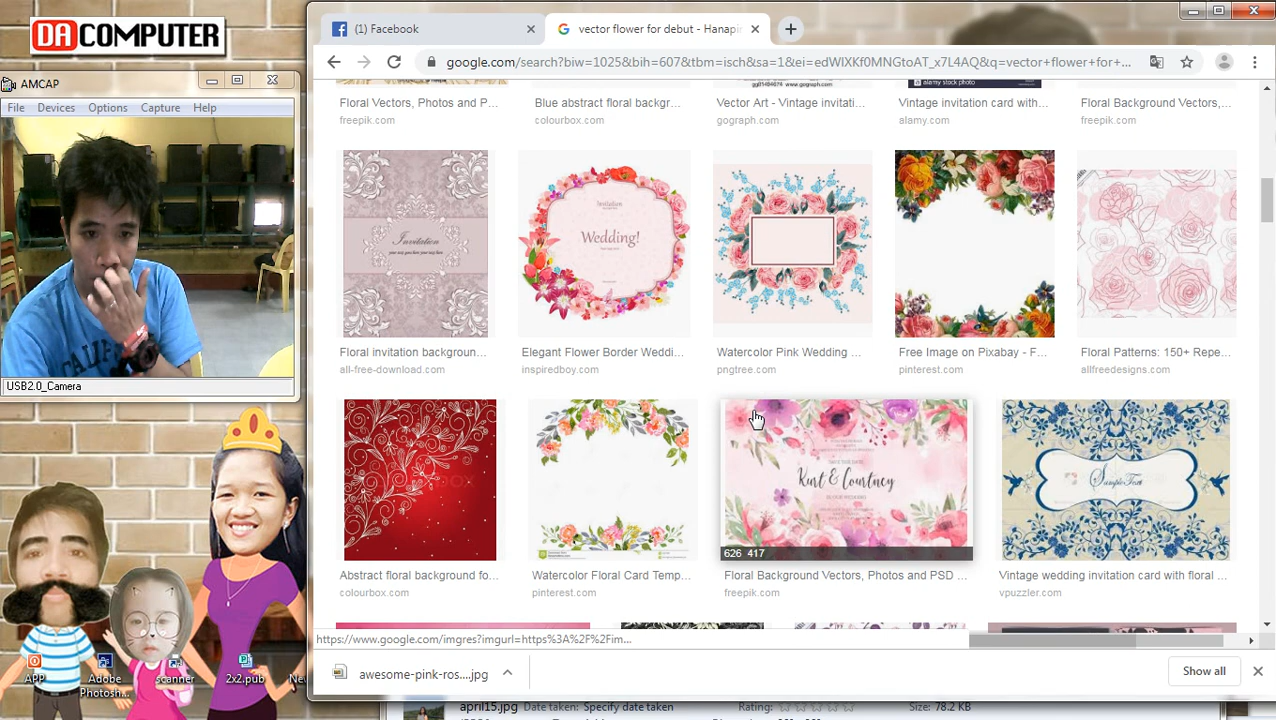 DA COMPUTER
AMCAP
File Devices Options Capture Help
USB2.0_Camera
APP
Adobe
Photosh...
scanner
2x2.pub
(1) Facebook
vector flower for debut - Hanapin
google.com/search?biw=1025&bih=607&tbm=isch&sa=1&ei=edWIXKf0MNGtoAT_x7L4AQ&q=vector+flower+for+...
gograph.com
alamy stock photo
Floral Vectors, Photos and P...
freepik.com
Blue abstract floral backgr...
colourbox.com
Vector Art - Vintage invitati...
gograph.com
Vintage invitation card with...
alamy.com
Floral Background Vectors,...
freepik.com
Invitation
Invitation
Wedding!
Floral invitation backgroun...
all-free-download.com
Elegant Flower Border Weddi...
inspiredboy.com
Watercolor Pink Wedding ...
pngtree.com
Free Image on Pixabay - F...
pinterest.com
Floral Patterns: 150+ Repe...
allfreedesigns.com
Kurt & Courtney
SampleText
626 417
Abstract floral background fo...
colourbox.com
Watercolor Floral Card Temp...
pinterest.com
Floral Background Vectors, Photos and PSD ...
freepik.com
Vintage wedding invitation card with floral ...
vpuzzler.com
https://www.google.com/imgres?imgurl=https%3A%2F%2Fim...
awesome-pink-ros....jpg
Show all
april15.jpg Date taken: Specify date taken Rating: Size: 78.2 KB